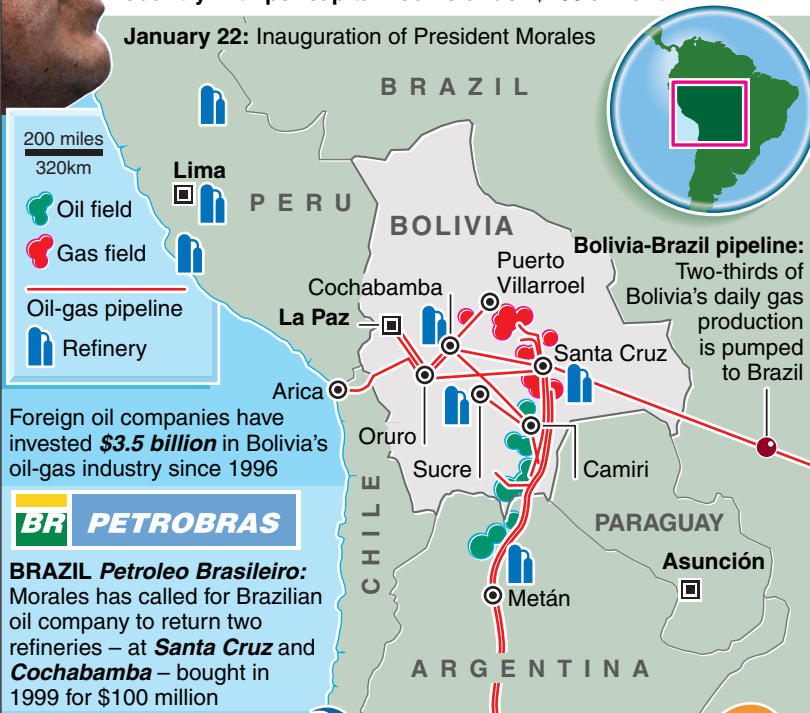 January 22: Inauguration of President Morales
BRAZIL
200 miles
320km
Oil field
Gas field
Oil-gas pipeline
Refinery
Lima
PERU
BOLIVIA
Bolivia-Brazil pipeline:
Two-thirds of
Bolivia's daily gas
production
is pumped
to Brazil
Puerto
Villarroel
Cochabamba
La Paz
Santa Cruz
Arica
Oruro
Sucre
Camiri
Foreign oil companies have
invested $3.5 billion in Bolivia's
oil-gas industry since 1996
BR PETROBRAS
CHILE
PARAGUAY
Asunción
BRAZIL Petroleo Brasileiro:
Morales has called for Brazilian
oil company to return two
refineries – at Santa Cruz and
Cochabamba – bought in
1999 for $100 million
Metán
ARGENTINA